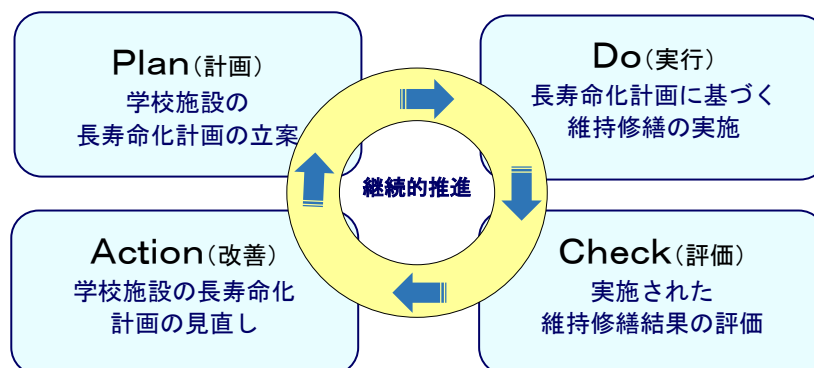 Plan(計画)
学校施設の
長寿命化計画の立案
Do(実行)
長寿命化計画に基づく
維持修繕の実施
継続的推進
Action(改善)
学校施設の長寿命化
計画の見直し
Check(評価)
実施された
維持修繕結果の評価